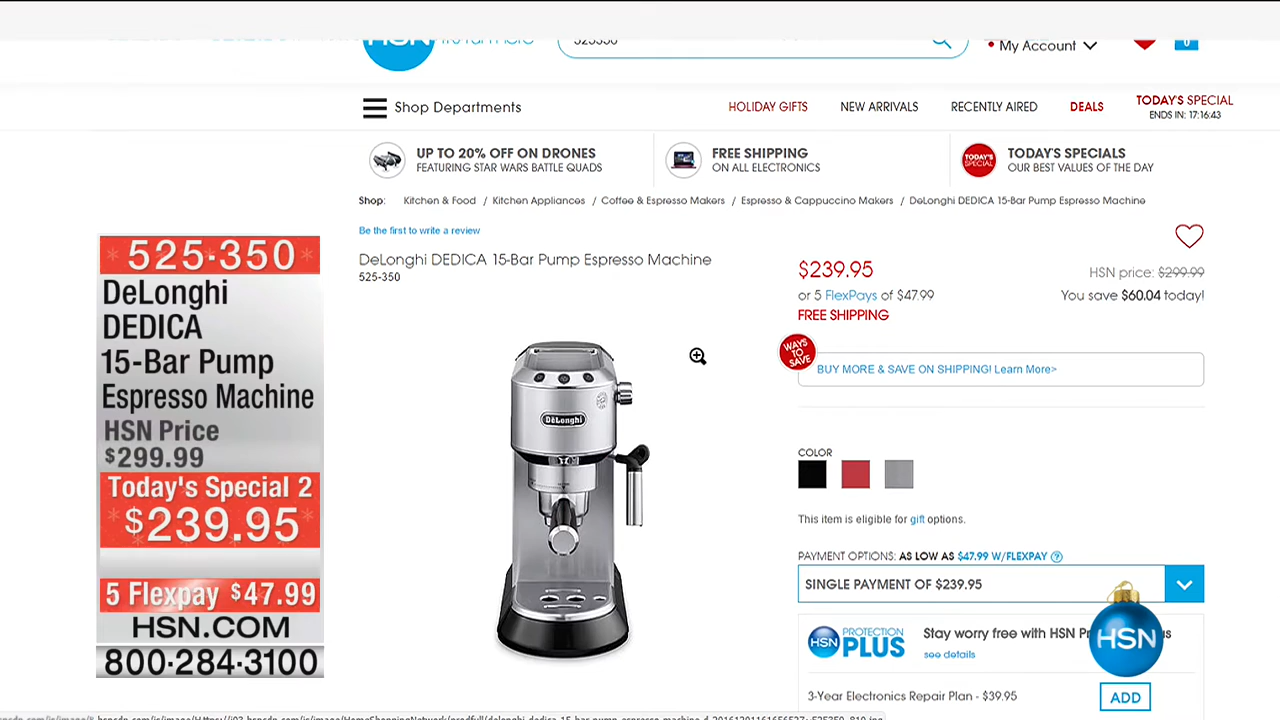 HSN
525350
My Account
0
Shop Departments
HOLIDAY GIFTS
NEW ARRIVALS
RECENTLY AIRED
DEALS
TODAY'S SPECIAL
ENDS IN: 17:16:43
UP TO 20% OFF ON DRONES
FEATURING STAR WARS BATTLE QUADS
FREE SHIPPING
ON ALL ELECTRONICS
TODAY'S SPECIAL
TODAY'S SPECIALS
OUR BEST VALUES OF THE DAY
Shop: Kitchen & Food / Kitchen Appliances / Coffee & Espresso Makers / Espresso & Cappuccino Makers / DeLonghi DEDICA 15-Bar Pump Espresso Machine
Be the first to write a review
DeLonghi DEDICA 15-Bar Pump Espresso Machine
525-350
525·350
DeLonghi
DEDICA
15-Bar Pump
Espresso Machine
HSN Price
$299.99
Today's Special 2
$239.95
5 Flexpay $47.99
HSN.COM
800·284·3100
DeLonghi
$239.95
HSN price: $299.99
or 5 FlexPays of $47.99
You save $60.04 today!
FREE SHIPPING
WAYS
TO
SAVE
BUY MORE & SAVE ON SHIPPING! Learn More>
COLOR
This item is eligible for gift options.
PAYMENT OPTIONS: AS LOW AS $47.99 W/FLEXPAY ?
SINGLE PAYMENT OF $239.95
HSN PROTECTION
PLUS
Stay worry free with HSN
see details
HSN
3-Year Electronics Repair Plan - $39.95
ADD